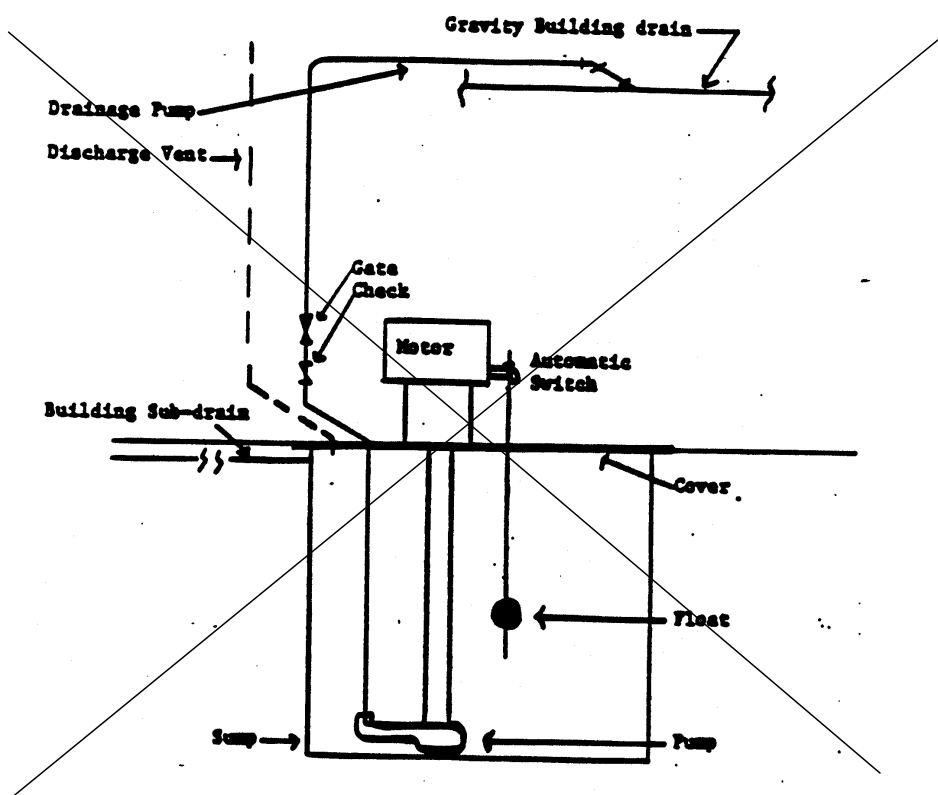 Gravity Building drain
Drainage Pump
Discharge Vent
Gate
Check
Motor
Automatic
Switch
Building Sub-drain
Cover
Float
Sump
Pump